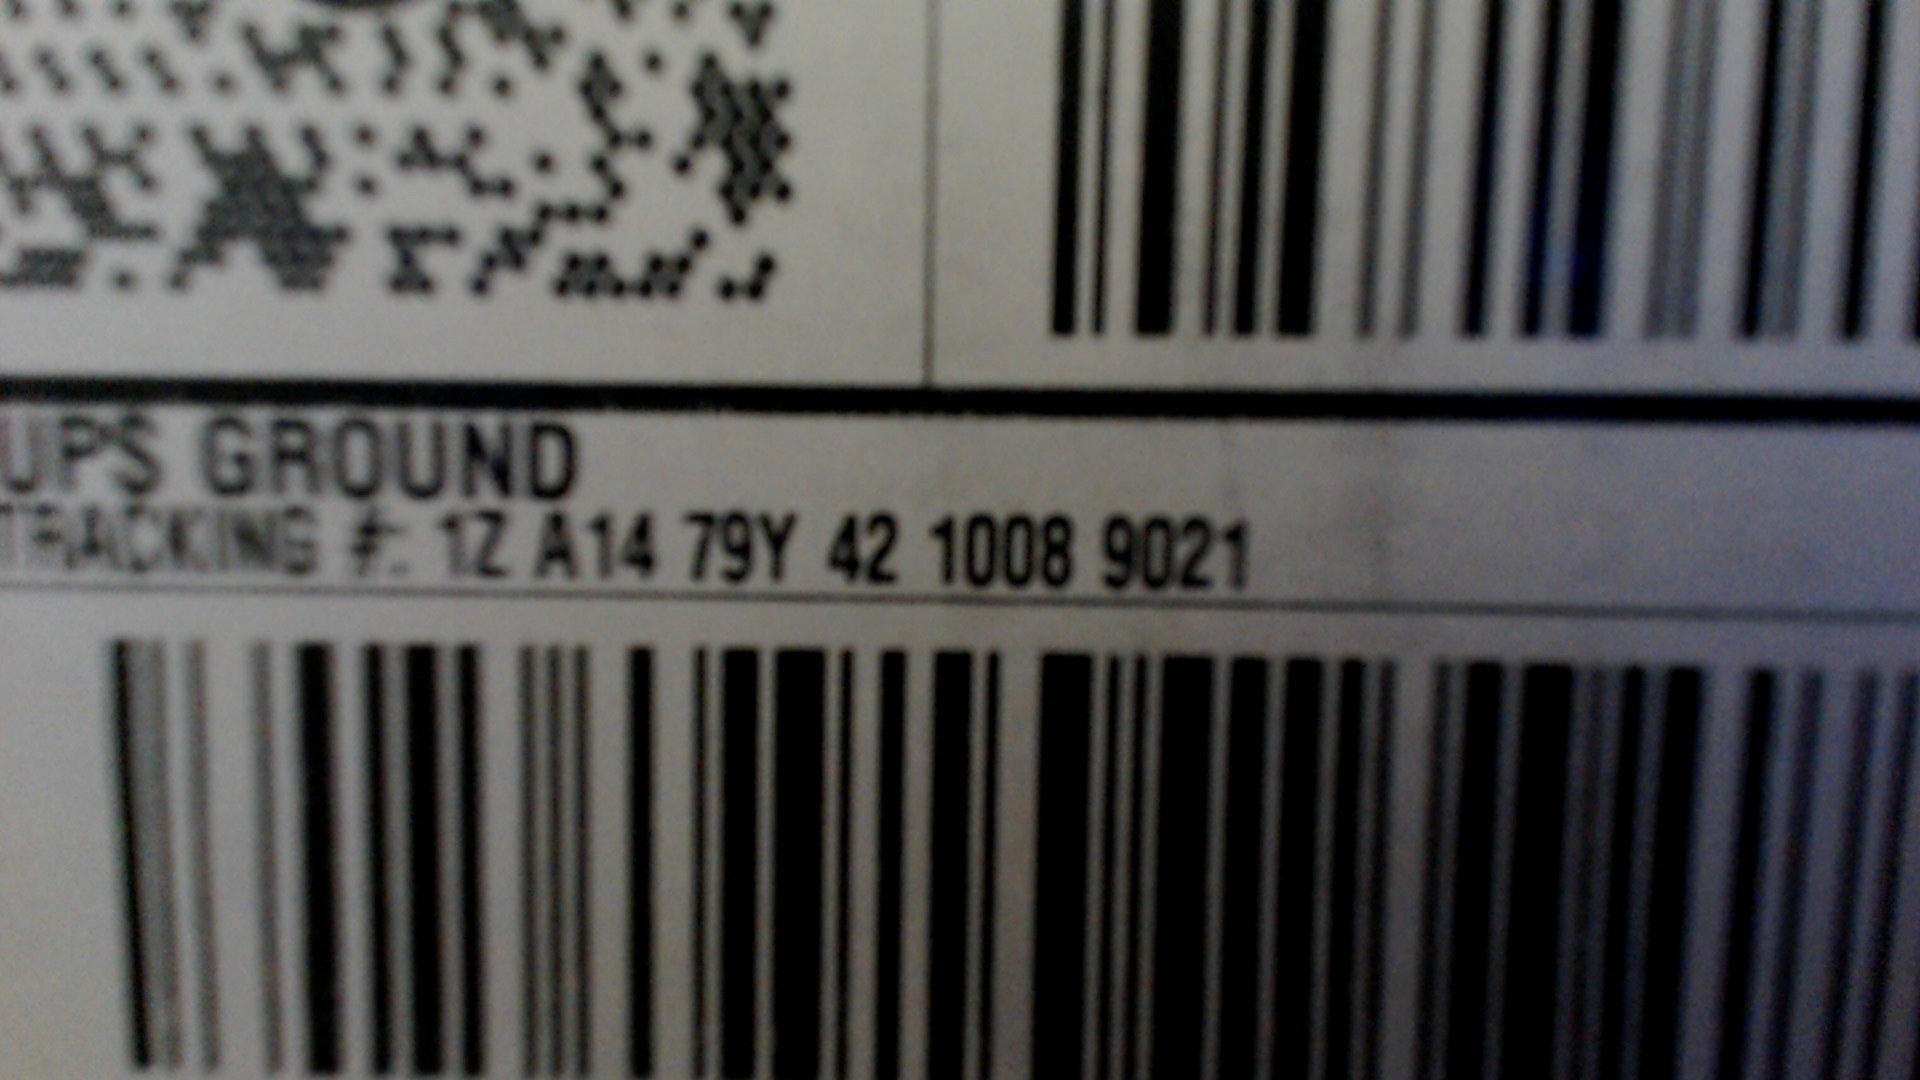 UPS GROUND
TRACKING #: 1Z A14 79Y 42 1008 9021